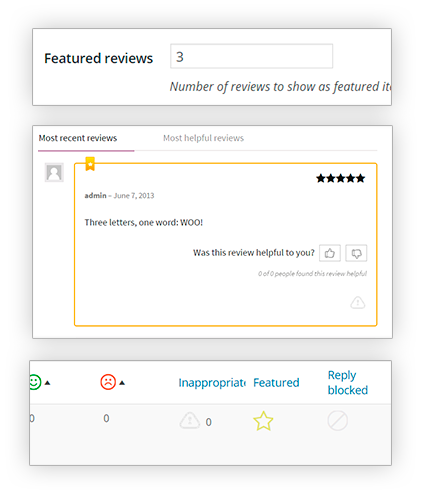 Featured reviews 3
Number of reviews to show as featured
Most recent reviews Most helpful reviews
admin – June 7, 2013
Three letters, one word: WOO!
Was this review helpful to you?
0 of 0 people found this review helpful
Inappropriate Featured Reply blocked
0 0 0